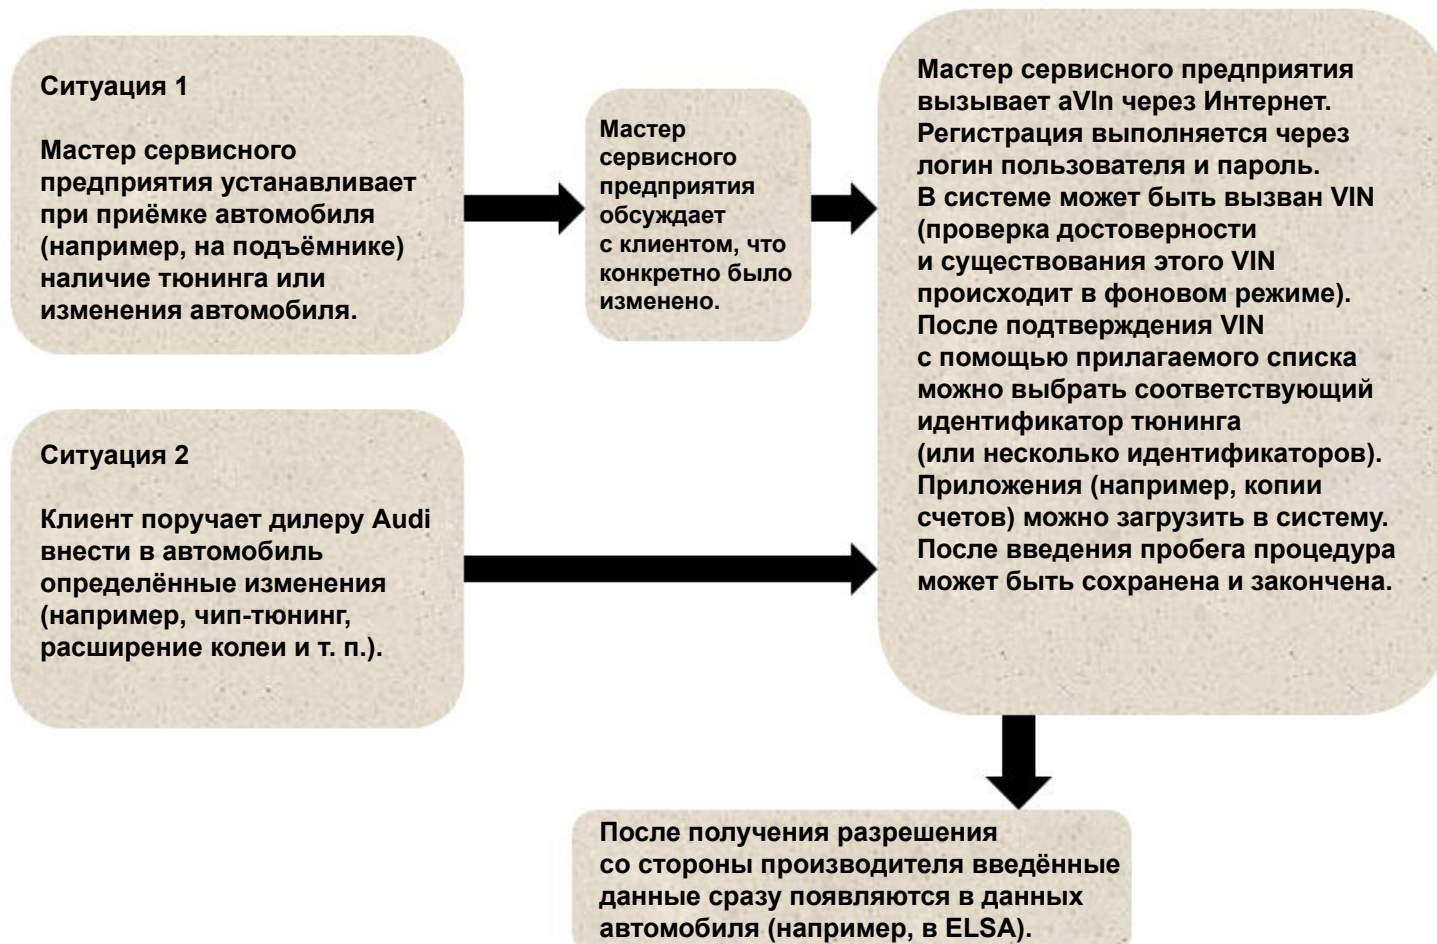 Ситуация 1
Мастер сервисного
предприятия устанавливает
при приёмке автомобиля
(например, на подъёмнике)
наличие тюнинга или
изменения автомобиля.
Мастер
сервисного
предприятия
обсуждает
с клиентом, что
конкретно было
изменено.
Мастер сервисного предприятия
вызывает aVIn через Интернет.
Регистрация выполняется через
логин пользователя и пароль.
В системе может быть вызван VIN
(проверка достоверности
и существования этого VIN
происходит в фоновом режиме).
После подтверждения VIN
с помощью прилагаемого списка
можно выбрать соответствующий
идентификатор тюнинга
(или несколько идентификаторов).
Приложения (например, копии
счетов) можно загрузить в систему.
После введения пробега процедура
может быть сохранена и закончена.
Ситуация 2
Клиент поручает дилеру Audi
внести в автомобиль
определённые изменения
(например, чип-тюнинг,
расширение колеи и т. п.).
После получения разрешения
со стороны производителя введённые
данные сразу появляются в данных
автомобиля (например, в ELSA).